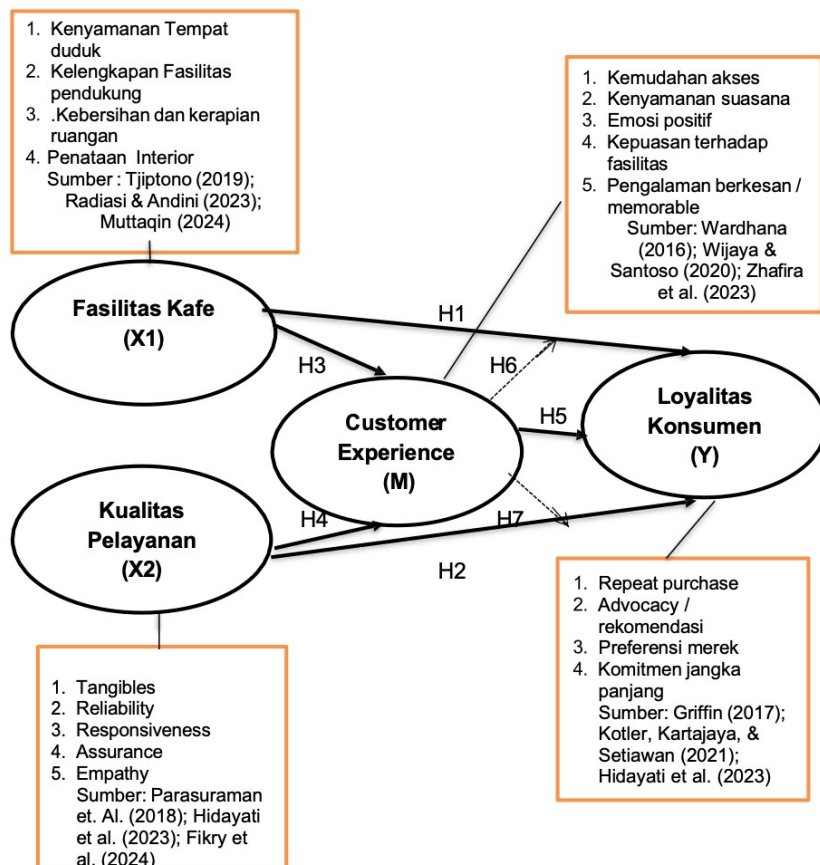 1. Kenyamanan Tempat
duduk
2. Kelengkapan Fasilitas
pendukung
3. .Kebersihan dan kerapian
ruangan
4. Penataan Interior
Sumber : Tjiptono (2019);
Radiasi & Andini (2023);
Muttaqin (2024)
1. Kemudahan akses
2. Kenyamanan suasana
3. Emosi positif
4. Kepuasan terhadap
fasilitas
5. Pengalaman berkesan /
memorable
Sumber: Wardhana
(2016); Wijaya &
Santoso (2020); Zhafira
et al. (2023)
Fasilitas Kafe
(X1)
H1
H3
H6
Customer
Experience
(M)
H5
Loyalitas
Konsumen
(Y)
Kualitas
Pelayanan
(X2)
H4
H7
H2
1. Tangibles
2. Reliability
3. Responsiveness
4. Assurance
5. Empathy
Sumber: Parasuraman
et. Al. (2018); Hidayati
et al. (2023); Fikry et
al. (2024)
1. Repeat purchase
2. Advocacy /
rekomendasi
3. Preferensi merek
4. Komitmen jangka
panjang
Sumber: Griffin (2017);
Kotler, Kartajaya, &
Setiawan (2021);
Hidayati et al. (2023)